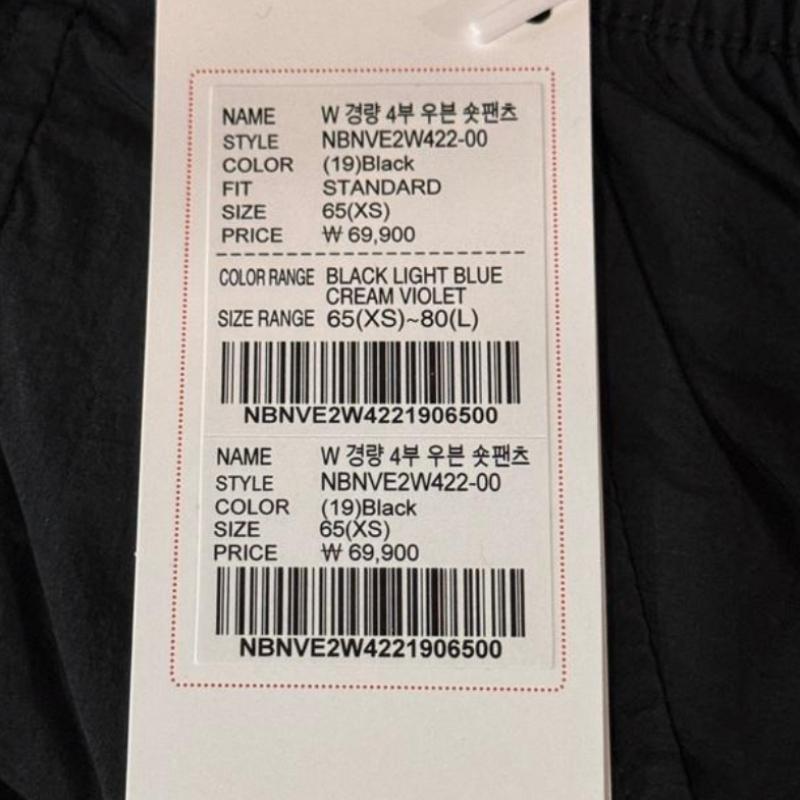 NAME W 경량 4부 우븐 숏팬츠
STYLE NBNVE2W422-00
COLOR (19)Black
FIT STANDARD
SIZE 65(XS)
PRICE ₩ 69,900
COLOR RANGE BLACK LIGHT BLUE
CREAM VIOLET
SIZE RANGE 65(XS)~80(L)
NBNVE2W4221906500
NAME W 경량 4부 우븐 숏팬츠
STYLE NBNVE2W422-00
COLOR (19)Black
SIZE 65(XS)
PRICE ₩ 69,900
NBNVE2W4221906500